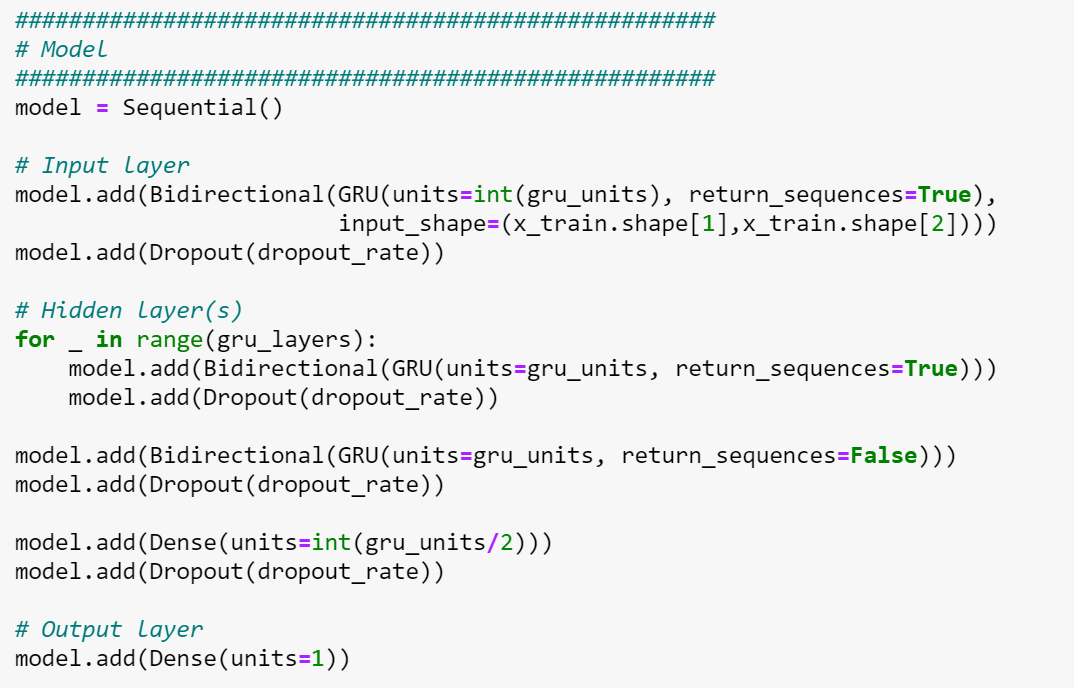 ####################################################
# Model
####################################################
model = Sequential()
# Input layer
model.add(Bidirectional(GRU(units=int(gru_units), return_sequences=True),
                        input_shape=(x_train.shape[1],x_train.shape[2])))
model.add(Dropout(dropout_rate))
# Hidden layer(s)
for _ in range(gru_layers):
    model.add(Bidirectional(GRU(units=gru_units, return_sequences=True)))
    model.add(Dropout(dropout_rate))
model.add(Bidirectional(GRU(units=gru_units, return_sequences=False)))
model.add(Dropout(dropout_rate))
model.add(Dense(units=int(gru_units/2)))
model.add(Dropout(dropout_rate))
# Output layer
model.add(Dense(units=1))